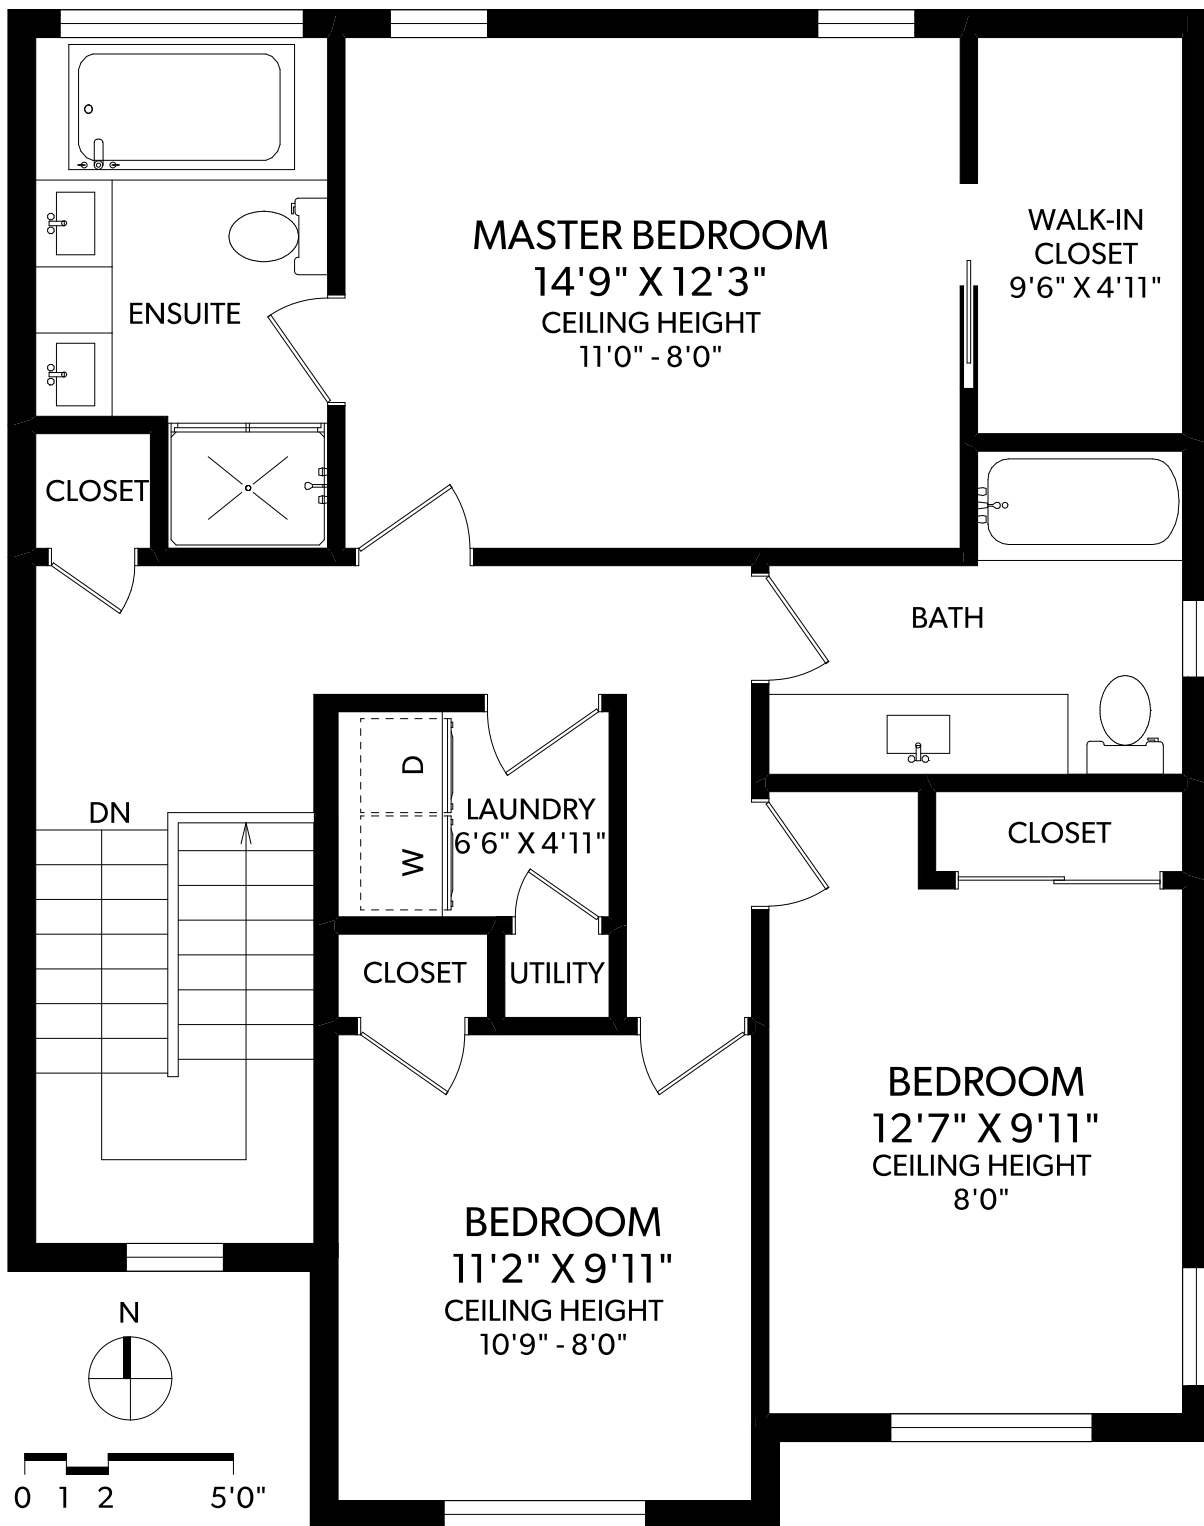 MASTER BEDROOM
14'9" X 12'3"
CEILING HEIGHT
11'0" - 8'0"
WALK-IN
CLOSET
9'6" X 4'11"
ENSUITE
CLOSET
BATH
DN
D
W
LAUNDRY
6'6" X 4'11"
CLOSET
CLOSET
UTILITY
BEDROOM
12'7" X 9'11"
CEILING HEIGHT
8'0"
BEDROOM
11'2" X 9'11"
CEILING HEIGHT
10'9" - 8'0"
N
0 1 2 5'0"